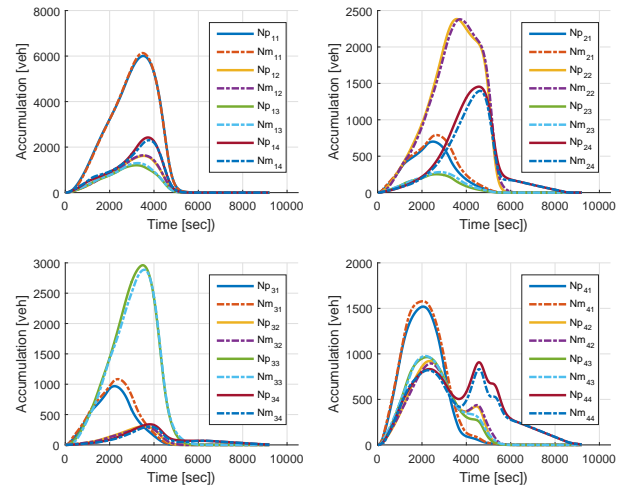 8000
6000
4000
2000
0
Accumulation [veh]
0 2000 4000 6000 8000 10000
Time [sec])
Np11
Nm11
Np12
Nm12
Np13
Nm13
Np14
Nm14
2500
2000
1500
1000
500
0
Accumulation [veh]
0 2000 4000 6000 8000 10000
Time [sec])
Np21
Nm21
Np22
Nm22
Np23
Nm23
Np24
Nm24
3000
2500
2000
1500
1000
500
0
Accumulation [veh]
0 2000 4000 6000 8000 10000
Time [sec])
Np31
Nm31
Np32
Nm32
Np33
Nm33
Np34
Nm34
2000
1500
1000
500
0
Accumulation [veh]
0 2000 4000 6000 8000 10000
Time [sec])
Np41
Nm41
Np42
Nm42
Np43
Nm43
Np44
Nm44